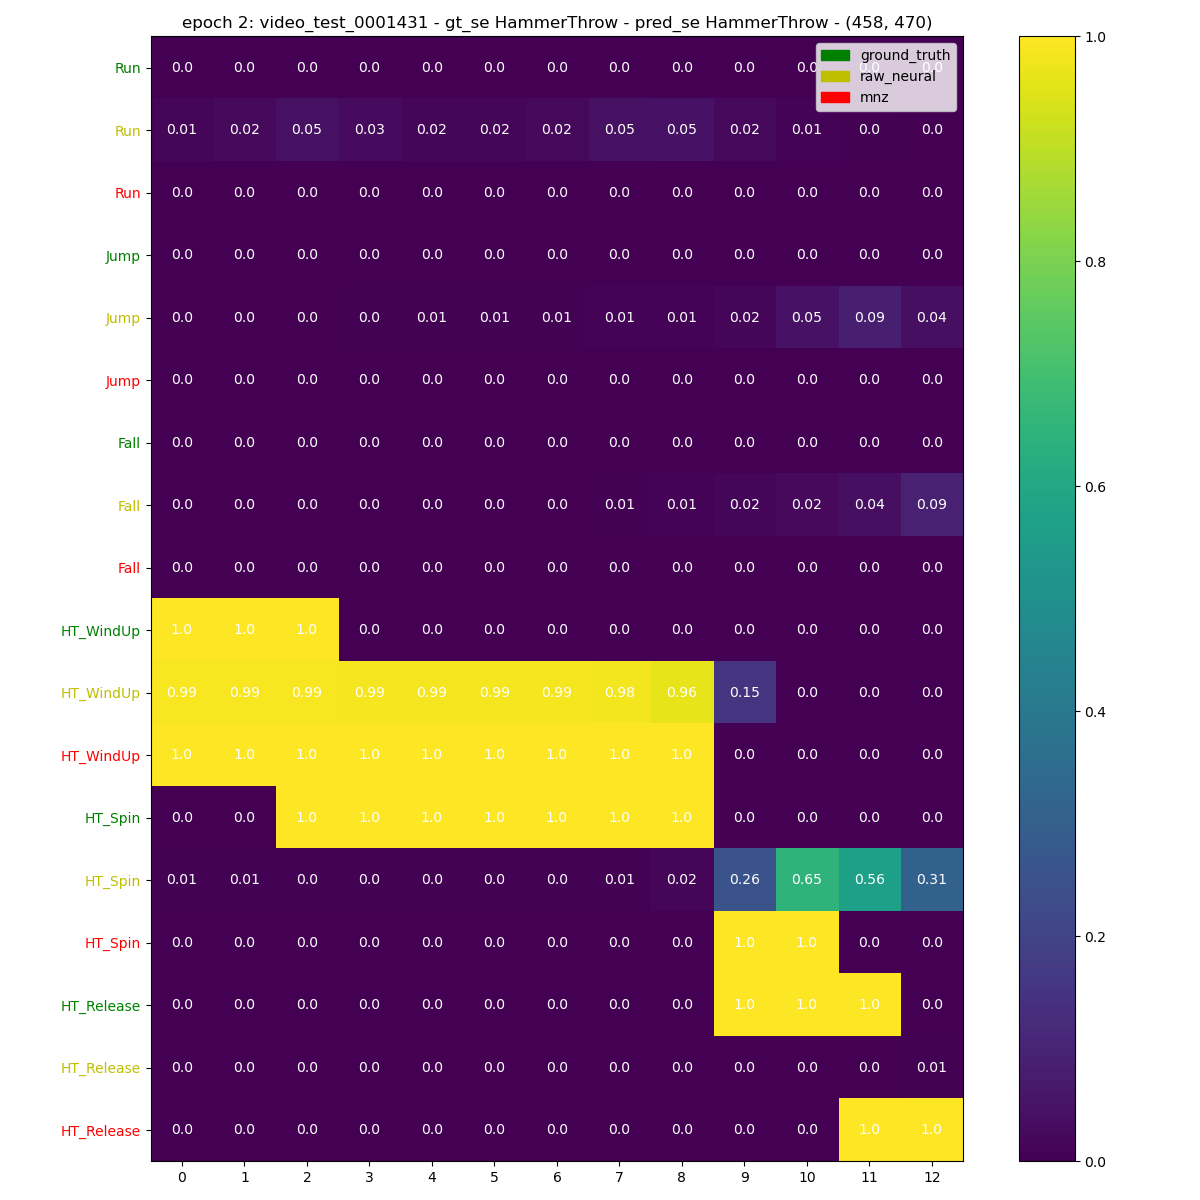 epoch 2: video_test_0001431 - gt_se HammerThrow - pred_se HammerThrow - (458, 470)
ground_truth
raw_neural
mnz
1.0
Run 0.0 0.0 0.0 0.0 0.0 0.0 0.0 0.0 0.0 0.0 0.0 0.0 0.0
Run 0.01 0.02 0.05 0.03 0.02 0.02 0.02 0.05 0.05 0.02 0.01 0.0 0.0
Run 0.0 0.0 0.0 0.0 0.0 0.0 0.0 0.0 0.0 0.0 0.0 0.0 0.0
Jump 0.0 0.0 0.0 0.0 0.0 0.0 0.0 0.0 0.0 0.0 0.0 0.0 0.0
0.8
Jump 0.0 0.0 0.0 0.0 0.01 0.01 0.01 0.01 0.01 0.02 0.05 0.09 0.04
Jump 0.0 0.0 0.0 0.0 0.0 0.0 0.0 0.0 0.0 0.0 0.0 0.0 0.0
Fall 0.0 0.0 0.0 0.0 0.0 0.0 0.0 0.0 0.0 0.0 0.0 0.0 0.0
0.6
Fall 0.0 0.0 0.0 0.0 0.0 0.0 0.0 0.01 0.01 0.02 0.02 0.04 0.09
Fall 0.0 0.0 0.0 0.0 0.0 0.0 0.0 0.0 0.0 0.0 0.0 0.0 0.0
HT_WindUp 1.0 1.0 1.0 0.0 0.0 0.0 0.0 0.0 0.0 0.0 0.0 0.0 0.0
HT_WindUp 0.99 0.99 0.99 0.99 0.99 0.99 0.99 0.98 0.96 0.15 0.0 0.0 0.0
0.4
HT_WindUp 1.0 1.0 1.0 1.0 1.0 1.0 1.0 1.0 1.0 0.0 0.0 0.0 0.0
HT_Spin 0.0 0.0 1.0 1.0 1.0 1.0 1.0 1.0 1.0 0.0 0.0 0.0 0.0
HT_Spin 0.01 0.01 0.0 0.0 0.0 0.0 0.0 0.01 0.02 0.26 0.65 0.56 0.31
0.2
HT_Spin 0.0 0.0 0.0 0.0 0.0 0.0 0.0 0.0 0.0 1.0 1.0 0.0 0.0
HT_Release 0.0 0.0 0.0 0.0 0.0 0.0 0.0 0.0 0.0 1.0 1.0 1.0 0.0
HT_Release 0.0 0.0 0.0 0.0 0.0 0.0 0.0 0.0 0.0 0.0 0.0 0.0 0.01
HT_Release 0.0 0.0 0.0 0.0 0.0 0.0 0.0 0.0 0.0 0.0 0.0 1.0 1.0
0.0
0 1 2 3 4 5 6 7 8 9 10 11 12